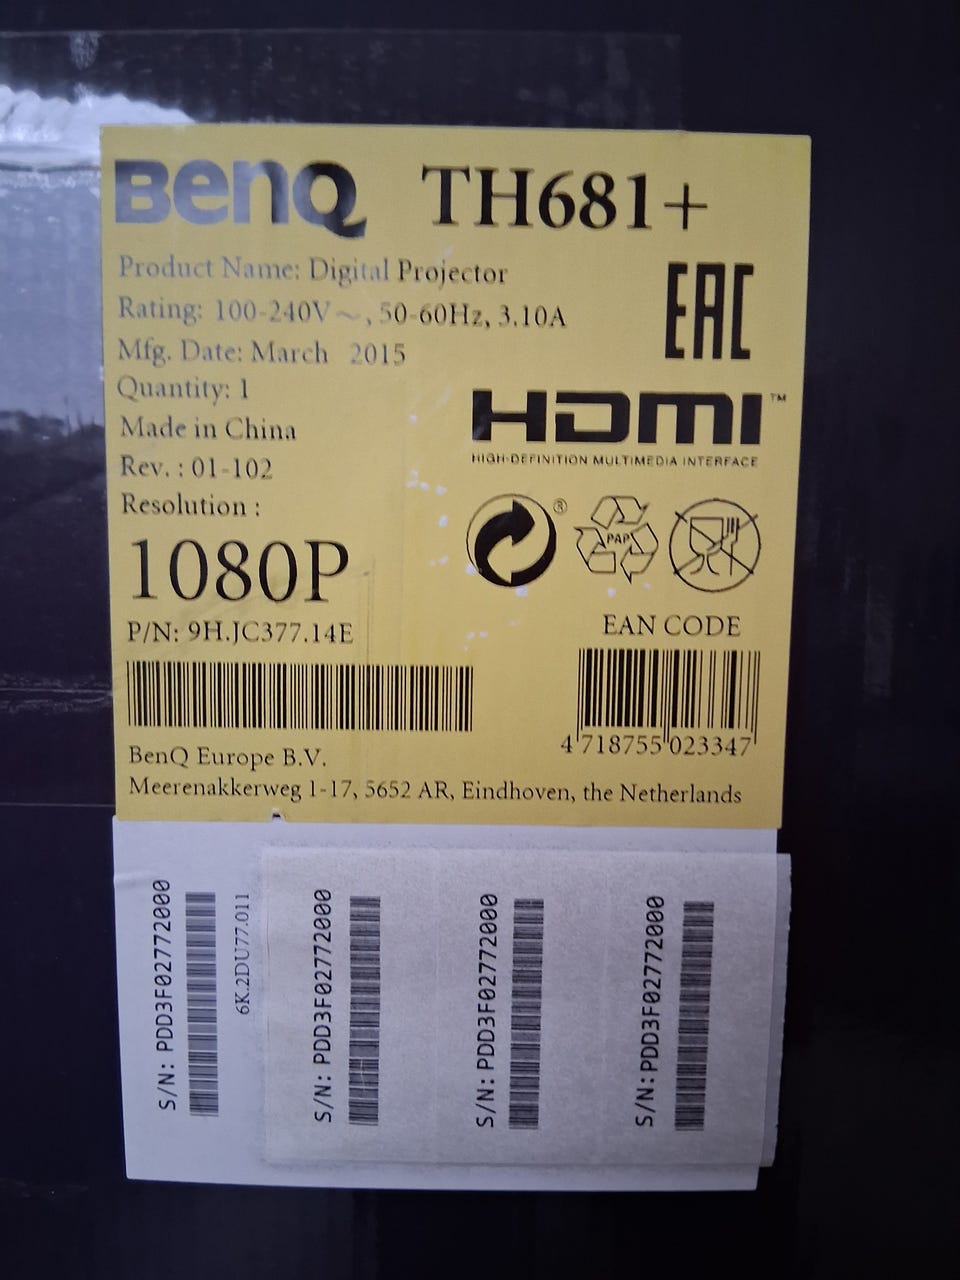 BenQ TH681+
Product Name: Digital Projector
Rating: 100-240V～, 50-60Hz, 3.10A
Mfg. Date: March 2015
Quantity: 1
Made in China
Rev. : 01-102
Resolution :
1080P
P/N: 9H.JC377.14E
EAC
HDMI™
HIGH-DEFINITION MULTIMEDIA INTERFACE
®
PAP
EAN CODE
4 718755 023347
BenQ Europe B.V.
Meerenakkerweg 1-17, 5652 AR, Eindhoven, the Netherlands
S/N: PDD3F02772000
6K.2DU77.011
S/N: PDD3F02772000
S/N: PDD3F02772000
S/N: PDD3F02772000